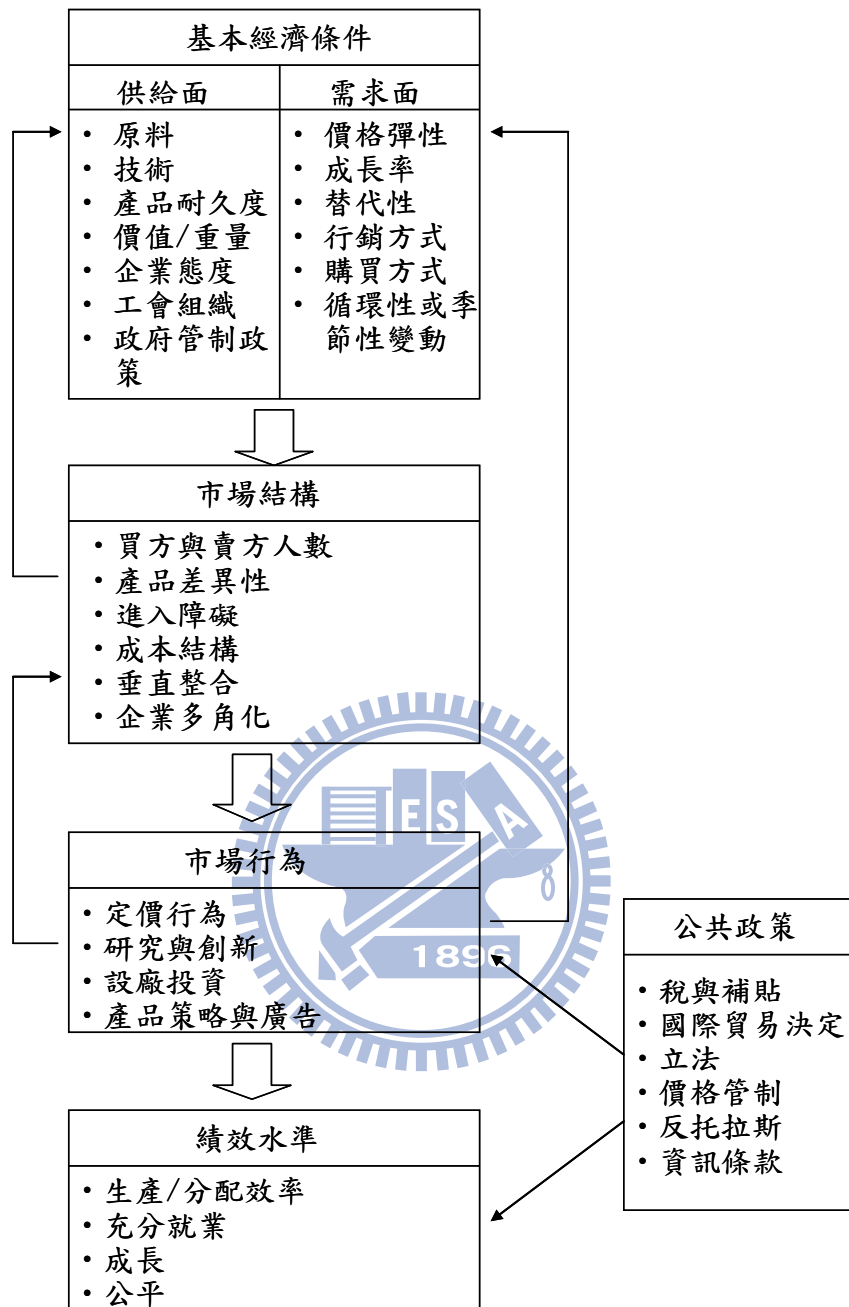 基本經濟條件
供給面
・原料
・技術
・產品耐久度
・價值/重量
・企業態度
・工會組織
・政府管制政
策
需求面
・價格彈性
・成長率
・替代性
・行銷方式
・購買方式
・循環性或季
節性變動
市場結構
・買方與賣方人數
・產品差異性
・進入障礙
・成本結構
・垂直整合
・企業多角化
市場行為
・定價行為
・研究與創新
・設廠投資
・產品策略與廣告
E S A
8
1896
公共政策
・稅與補貼
・國際貿易決定
・立法
・價格管制
・反托拉斯
・資訊條款
績效水準
・生產/分配效率
・充分就業
・成長
・公平